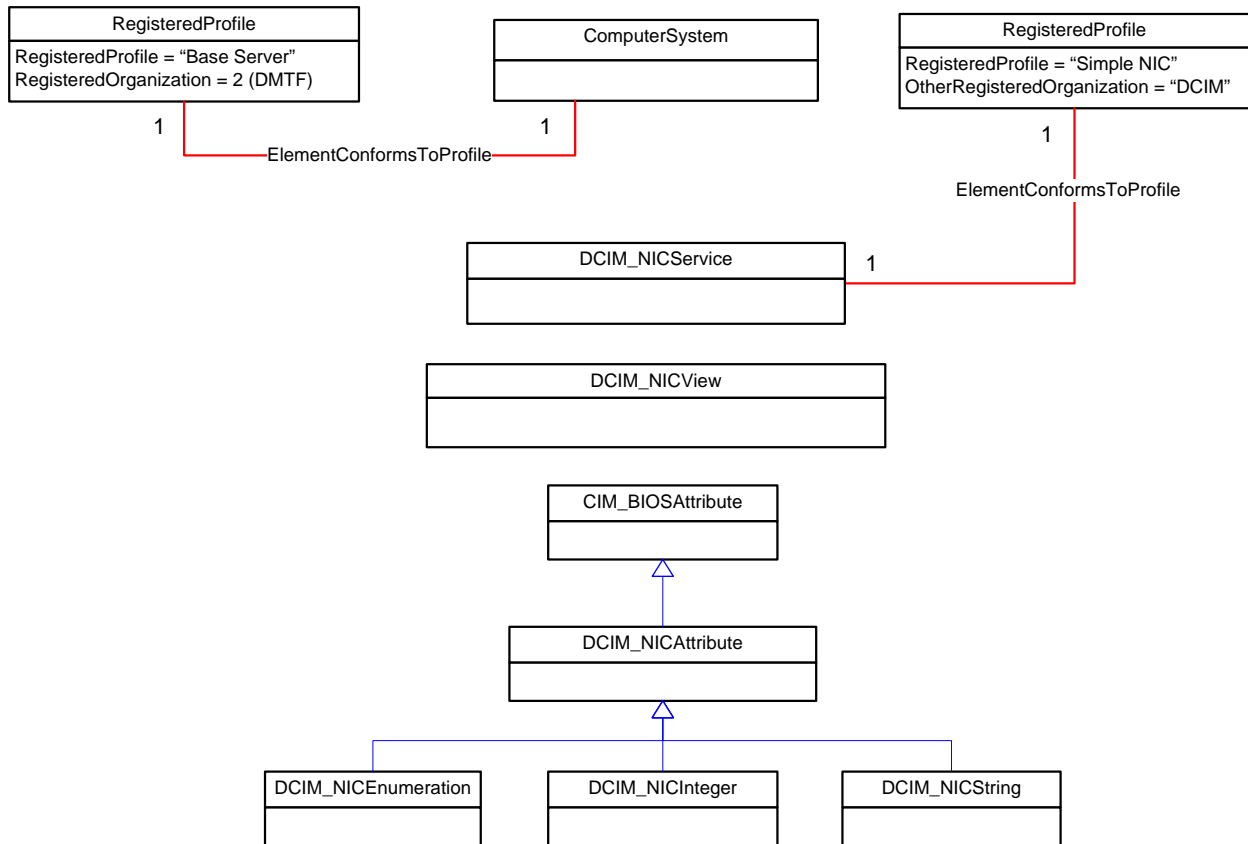 RegisteredProfile
RegisteredProfile = “Base Server”
RegisteredOrganization = 2 (DMTF)
ComputerSystem
RegisteredProfile
RegisteredProfile = “Simple NIC”
OtherRegisteredOrganization = “DCIM”
1
1
ElementConformsToProfile
1
ElementConformsToProfile
DCIM_NICService
1
DCIM_NICView
CIM_BIOSAttribute
DCIM_NICAttribute
DCIM_NICEnumeration
DCIM_NICInteger
DCIM_NICString